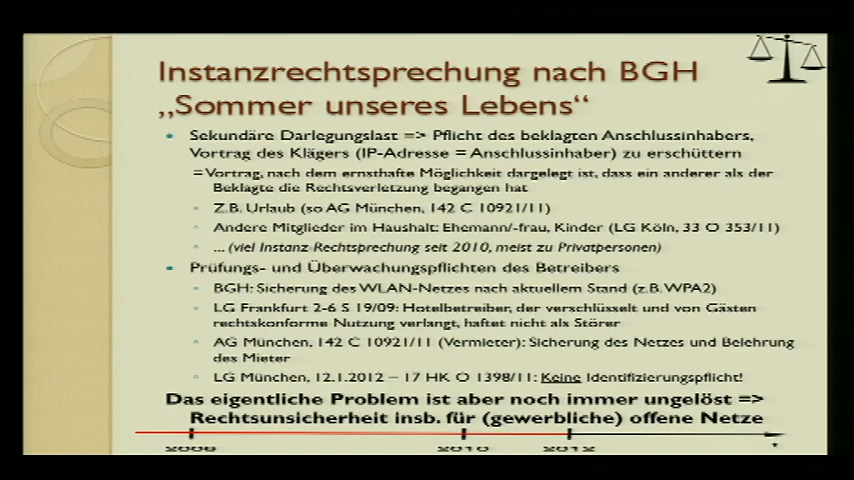 Instanzrechtsprechung nach BGH
„Sommer unseres Lebens“
Sekundäre Darlegungslast => Pflicht des beklagten Anschlussinhabers,
Vortrag des Klägers (IP-Adresse = Anschlussinhaber) zu erschüttern
= Vortrag, nach dem ernsthafte Möglichkeit dargelegt ist, dass ein anderer als der
Beklagte die Rechtsverletzung begangen hat
Z.B. Urlaub (so AG München, 142 C 10921/11)
Andere Mitglieder im Haushalt: Ehemann/-frau, Kinder (LG Köln, 33 O 353/11)
... (viel Instanz-Rechtsprechung seit 2010, meist zu Privatpersonen)
Prüfungs- und Überwachungspflichten des Betreibers
BGH: Sicherung des WLAN-Netzes nach aktuellem Stand (z.B. WPA2)
LG Frankfurt 2-6 S 19/09: Hotelbetreiber, der verschlüsselt und von Gästen
rechtskonforme Nutzung verlangt, haftet nicht als Störer
AG München, 142 C 10921/11 (Vermieter): Sicherung des Netzes und Belehrung
des Mieter
LG München, 12.1.2012 – 17 HK O 1398/11: Keine Identifizierungspflicht!
Das eigentliche Problem ist aber noch immer ungelöst =>
Rechtsunsicherheit insb. für (gewerbliche) offene Netze
2010 2012
t